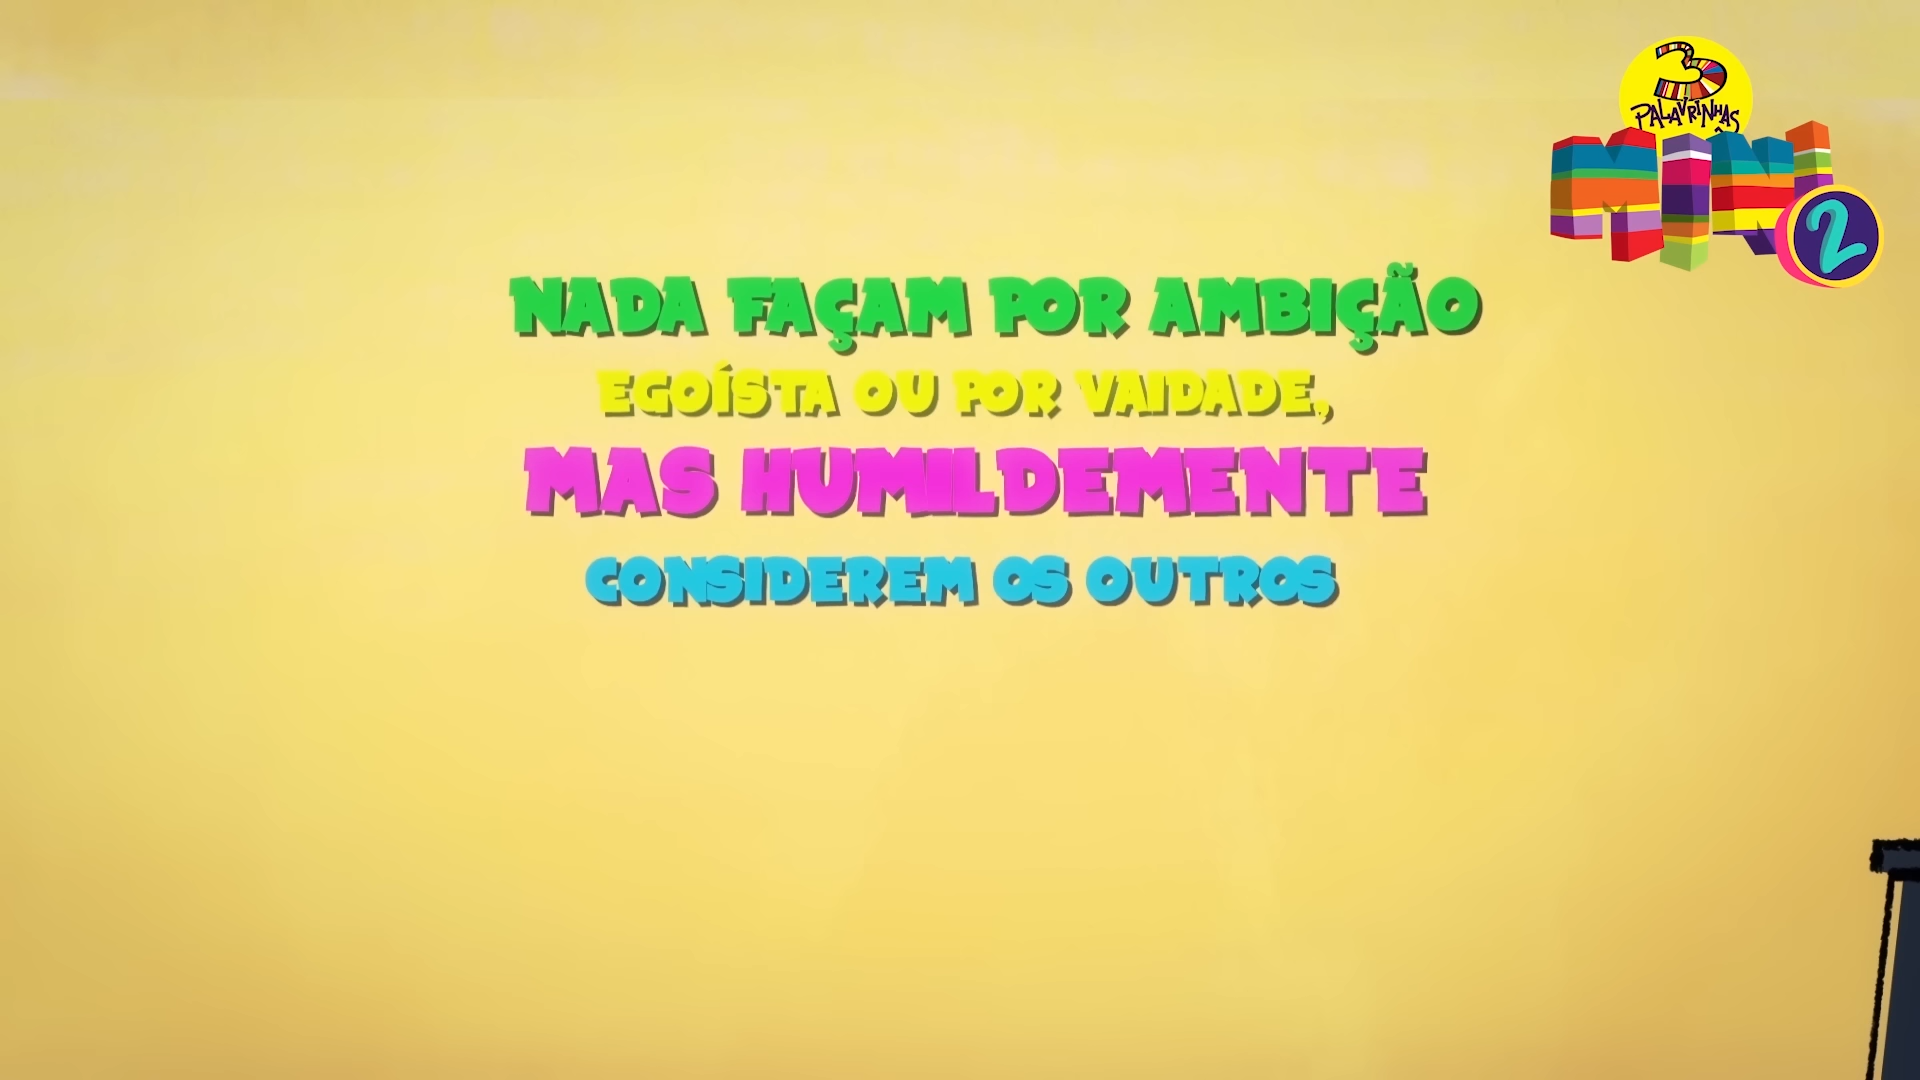 3
PALAVRINHAS
MINI
2
NADA FAÇAM POR AMBIÇÃO
EGOÍSTA OU POR VAIDADE,
MAS HUMILDEMENTE
CONSIDEREM OS OUTROS